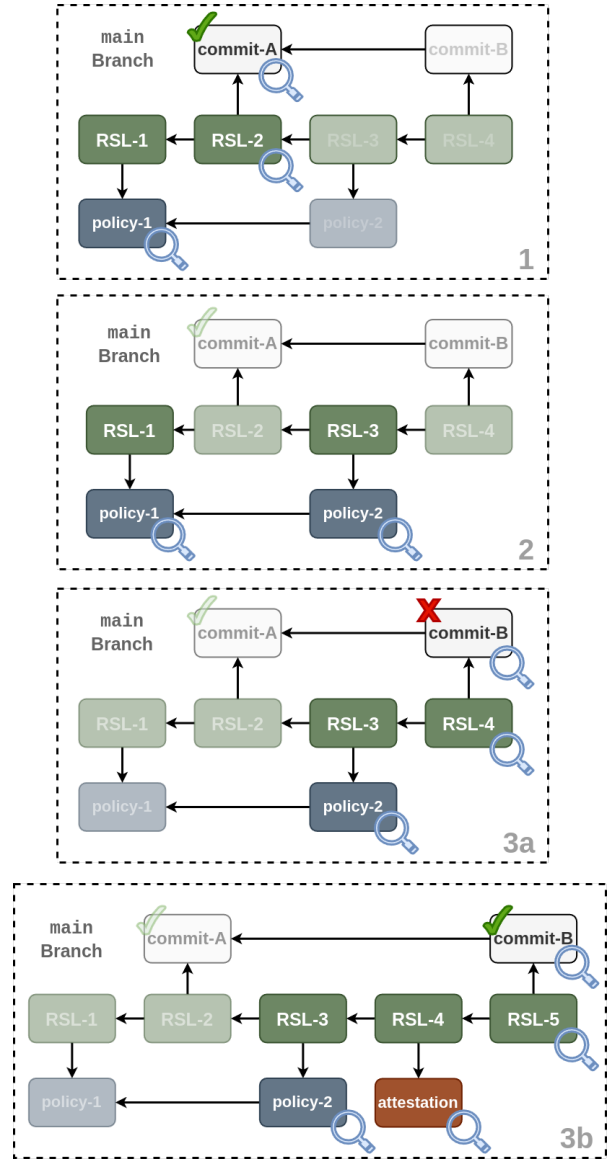 main
Branch
commit-A
commit-B
RSL-1
RSL-2
RSL-3
RSL-4
policy-1
policy-2
1
main
Branch
commit-A
commit-B
RSL-1
RSL-2
RSL-3
RSL-4
policy-1
policy-2
2
main
Branch
commit-A
commit-B
RSL-1
RSL-2
RSL-3
RSL-4
policy-1
policy-2
3a
main
Branch
commit-A
commit-B
RSL-1
RSL-2
RSL-3
RSL-4
RSL-5
policy-1
policy-2
attestation
3b